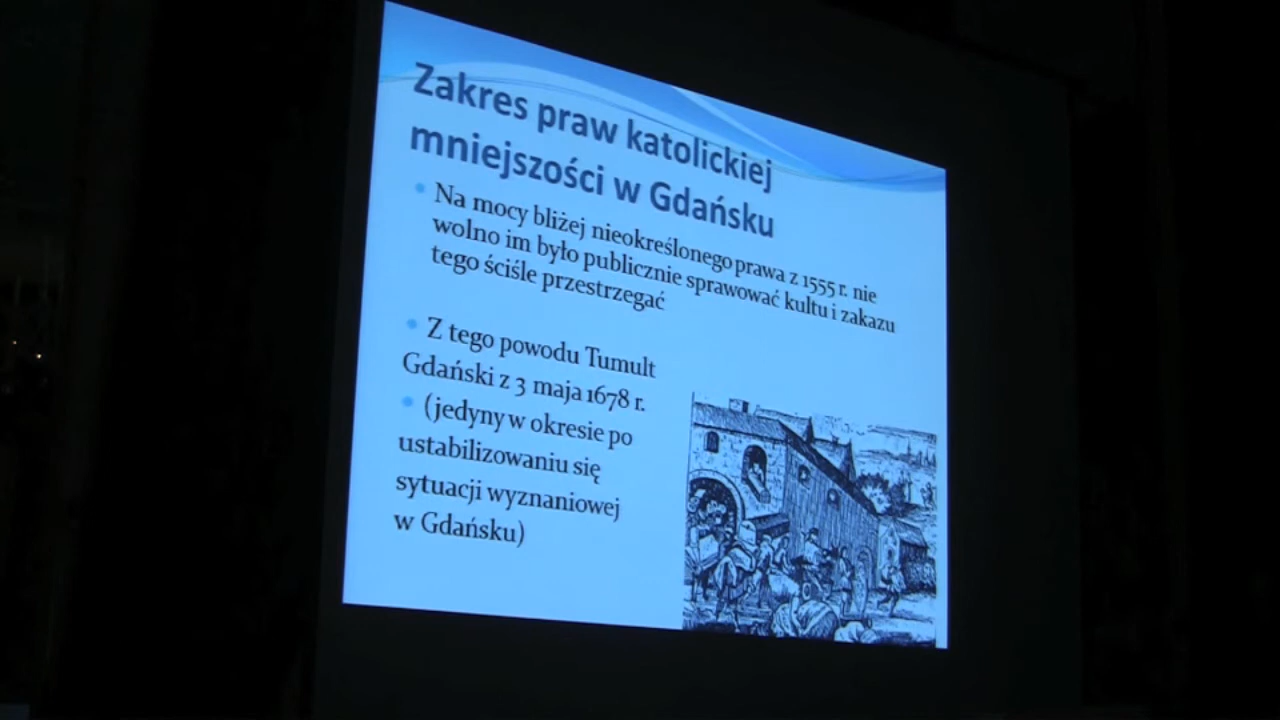 Zakres praw katolickiej
mniejszości w Gdańsku
Na mocy bliżej nieokreślonego prawa z 1555 r. nie
wolno im było publicznie sprawować kultu i zakazu
tego ściśle przestrzegać
Z tego powodu Tumult
Gdański z 3 maja 1678 r.
(jedyny w okresie po
ustabilizowaniu się
sytuacji wyznaniowej
w Gdańsku)